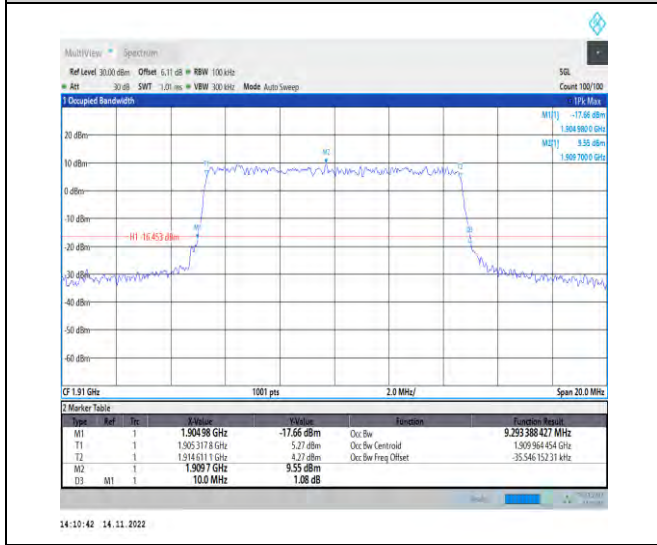 MultiView Spectrum
Ref Level 30.00 dBm Offset 6.11 dB RBW 100 kHz SGL
Att 30 dB SWT 1.01 ms VBW 300 kHz Mode Auto Sweep Count 100/100
1 Occupied Bandwidth 1Pk Max
M1[1] -17.66 dBm
1.904 980 0 GHz
M2[1] 9.55 dBm
1.909 700 0 GHz
20 dBm
M2
10 dBm
T1 T2
0 dBm
-10 dBm
M1 D3
H1 -16.453 dBm
-20 dBm
-30 dBm
-40 dBm
-50 dBm
-60 dBm
CF 1.91 GHz 1001 pts 2.0 MHz/ Span 20.0 MHz
2 Marker Table
Type Ref Trc X-Value Y-Value Function Function Result
M1 1 1.904 98 GHz -17.66 dBm Occ Bw 9.293 388 427 MHz
T1 1 1.905 317 8 GHz 5.27 dBm Occ Bw Centroid 1.909 964 454 GHz
T2 1 1.914 611 1 GHz 4.27 dBm Occ Bw Freq Offset -35.546 152 31 kHz
M2 1 1.909 7 GHz 9.55 dBm
D3 M1 1 10.0 MHz 1.08 dB
14:10:42 14.11.2022